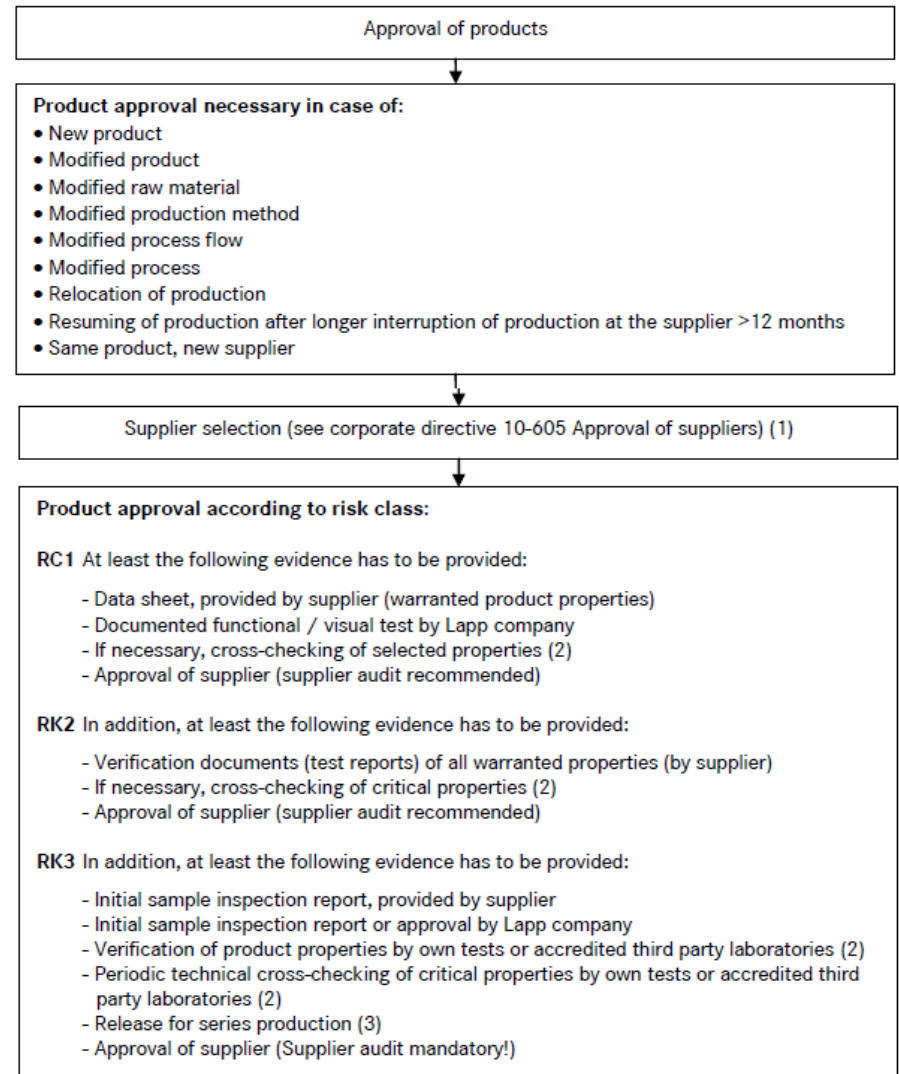 Approval of products
Product approval necessary in case of:
• New product
• Modified product
• Modified raw material
• Modified production method
• Modified process flow
• Modified process
• Relocation of production
• Resuming of production after longer interruption of production at the supplier >12 months
• Same product, new supplier
Supplier selection (see corporate directive 10-605 Approval of suppliers) (1)
Product approval according to risk class:
RC1 At least the following evidence has to be provided:
- Data sheet, provided by supplier (warranted product properties)
- Documented functional / visual test by Lapp company
- If necessary, cross-checking of selected properties (2)
- Approval of supplier (supplier audit recommended)
RK2 In addition, at least the following evidence has to be provided:
- Verification documents (test reports) of all warranted properties (by supplier)
- If necessary, cross-checking of critical properties (2)
- Approval of supplier (supplier audit recommended)
RK3 In addition, at least the following evidence has to be provided:
- Initial sample inspection report, provided by supplier
- Initial sample inspection report or approval by Lapp company
- Verification of product properties by own tests or accredited third party laboratories (2)
- Periodic technical cross-checking of critical properties by own tests or accredited third
party laboratories (2)
- Release for series production (3)
- Approval of supplier (Supplier audit mandatory!)